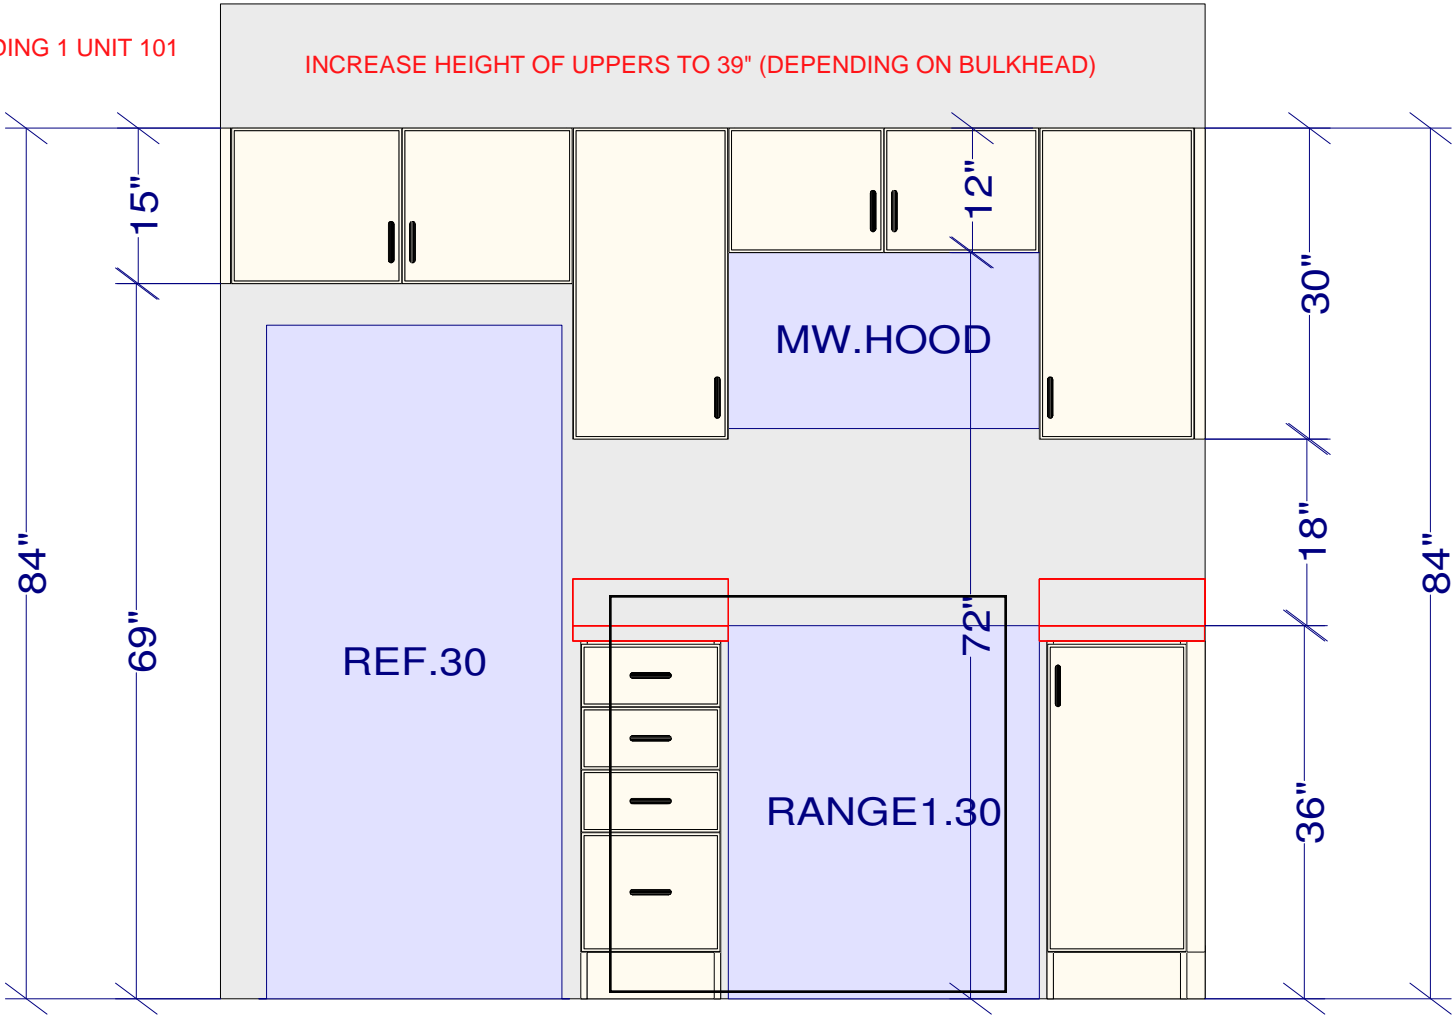 DING 1 UNIT 101
INCREASE HEIGHT OF UPPERS TO 39" (DEPENDING ON BULKHEAD)
15"
12"
30"
MW.HOOD
84"
69"
18"
84"
72"
REF.30
RANGE1.30
36"